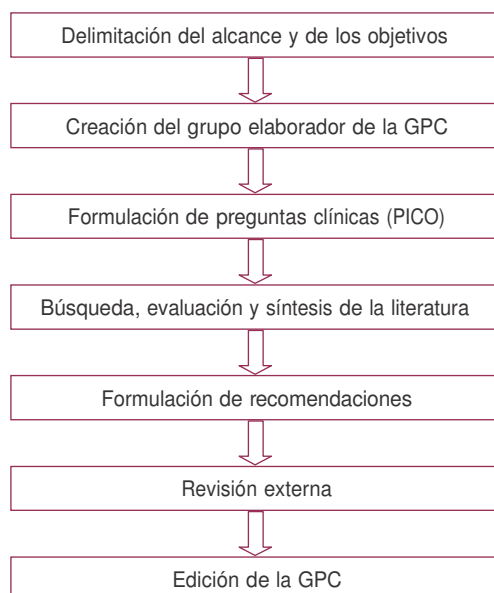 Delimitación del alcance y de los objetivos
Creación del grupo elaborador de la GPC
Formulación de preguntas clínicas (PICO)
Búsqueda, evaluación y síntesis de la literatura
Formulación de recomendaciones
Revisión externa
Edición de la GPC